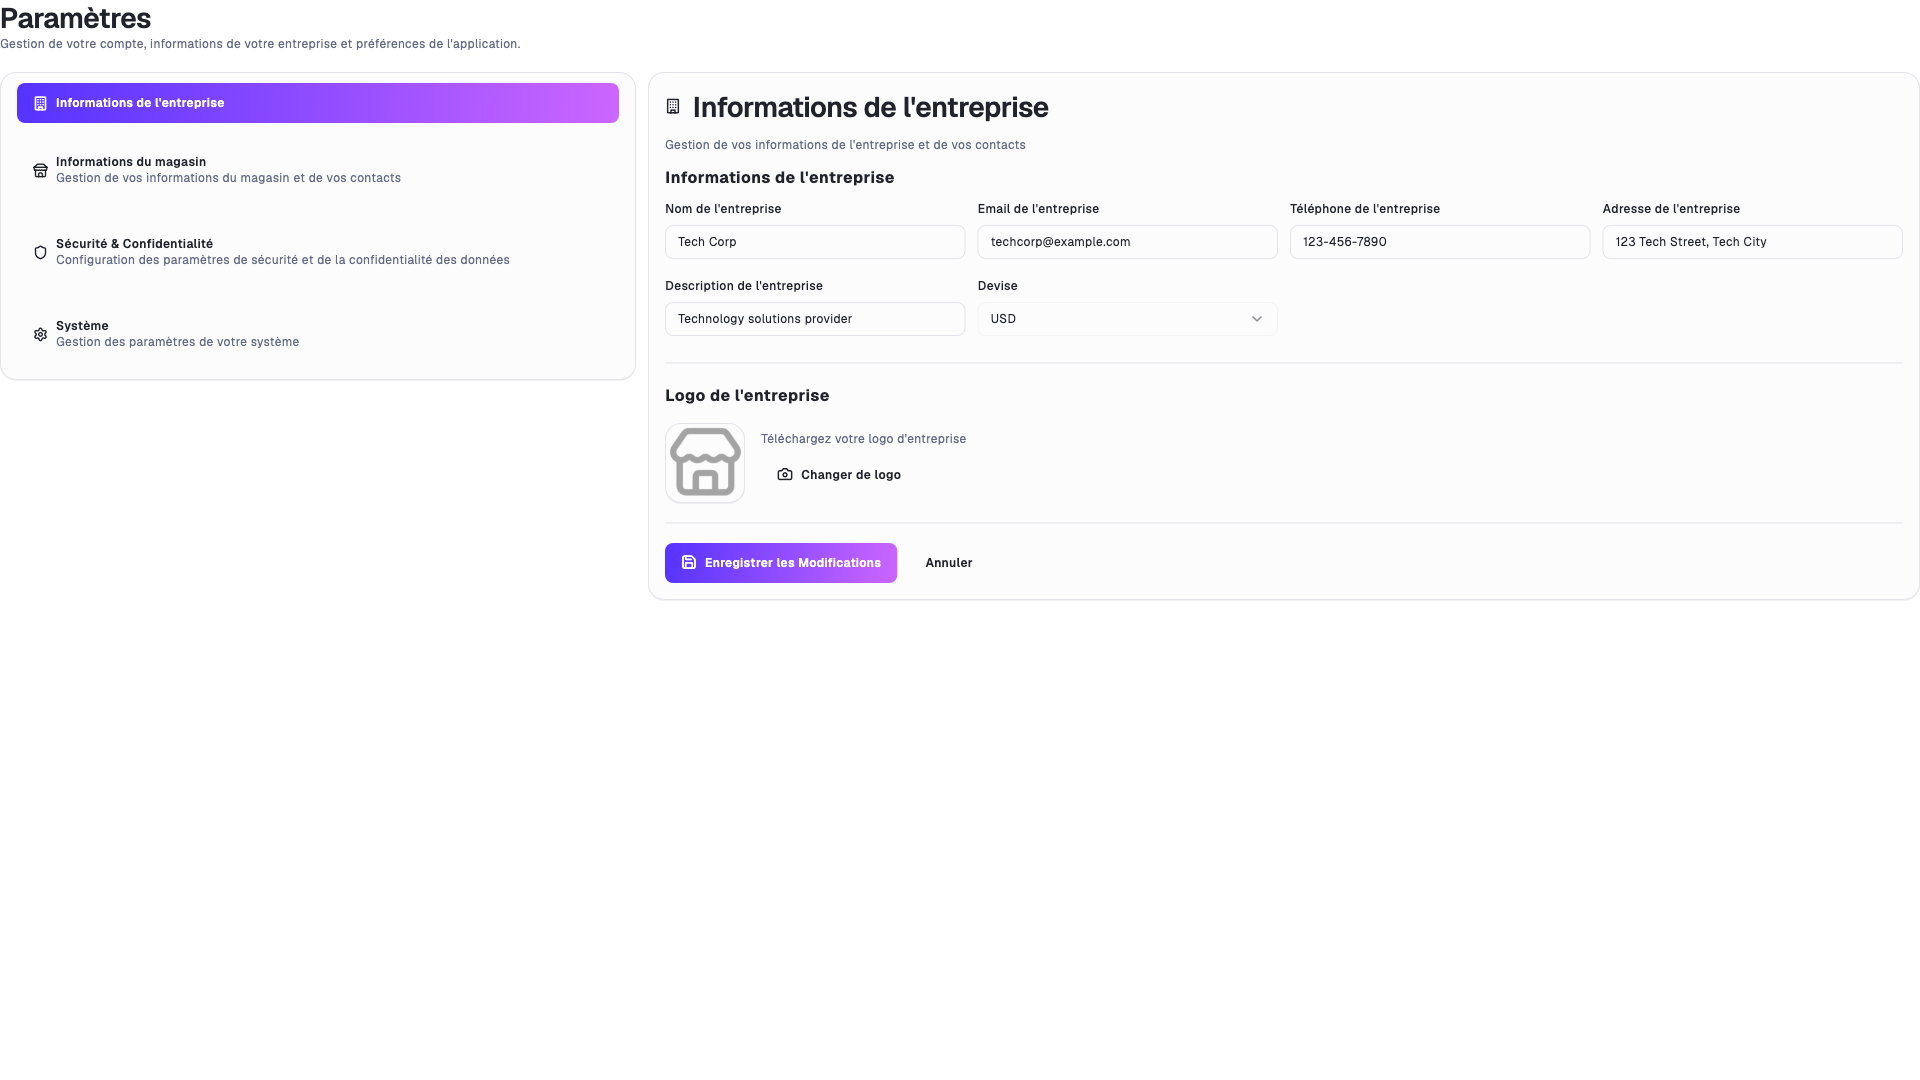 Paramètres
Gestion de votre compte, informations de votre entreprise et préférences de l'application.
Informations de l'entreprise
Informations du magasin
Gestion de vos informations du magasin et de vos contacts
Sécurité & Confidentialité
Configuration des paramètres de sécurité et de la confidentialité des données
Système
Gestion des paramètres de votre système
Informations de l'entreprise
Gestion de vos informations de l'entreprise et de vos contacts
Informations de l'entreprise
Nom de l'entreprise
Tech Corp
Email de l'entreprise
techcorp@example.com
Téléphone de l'entreprise
123-456-7890
Adresse de l'entreprise
123 Tech Street, Tech City
Description de l'entreprise
Technology solutions provider
Devise
USD
Logo de l'entreprise
Téléchargez votre logo d'entreprise
Changer de logo
Enregistrer les Modifications
Annuler